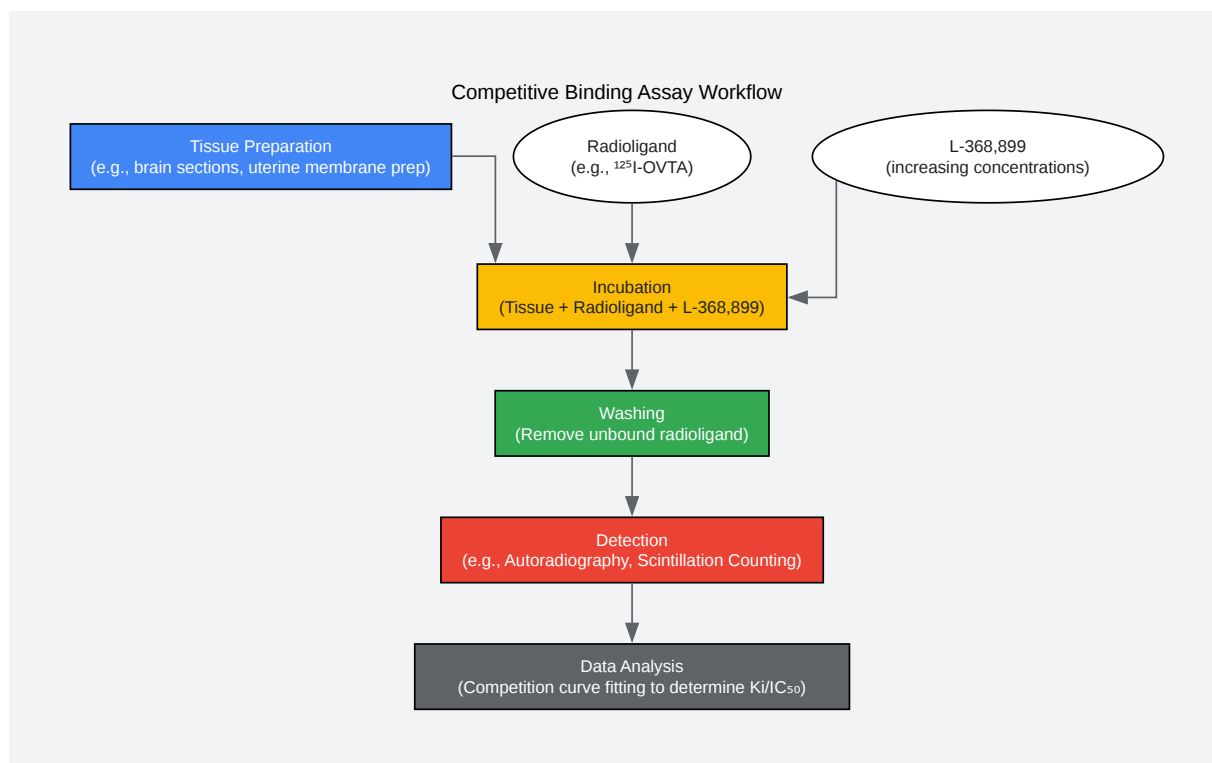 Competitive Binding Assay Workflow
Tissue Preparation
(e.g., brain sections, uterine membrane prep)
Radioligand
(e.g., ¹²⁵I-OVTA)
L-368,899
(increasing concentrations)
Incubation
(Tissue + Radioligand + L-368,899)
Washing
(Remove unbound radioligand)
Detection
(e.g., Autoradiography, Scintillation Counting)
Data Analysis
(Competition curve fitting to determine Ki/IC₅₀)